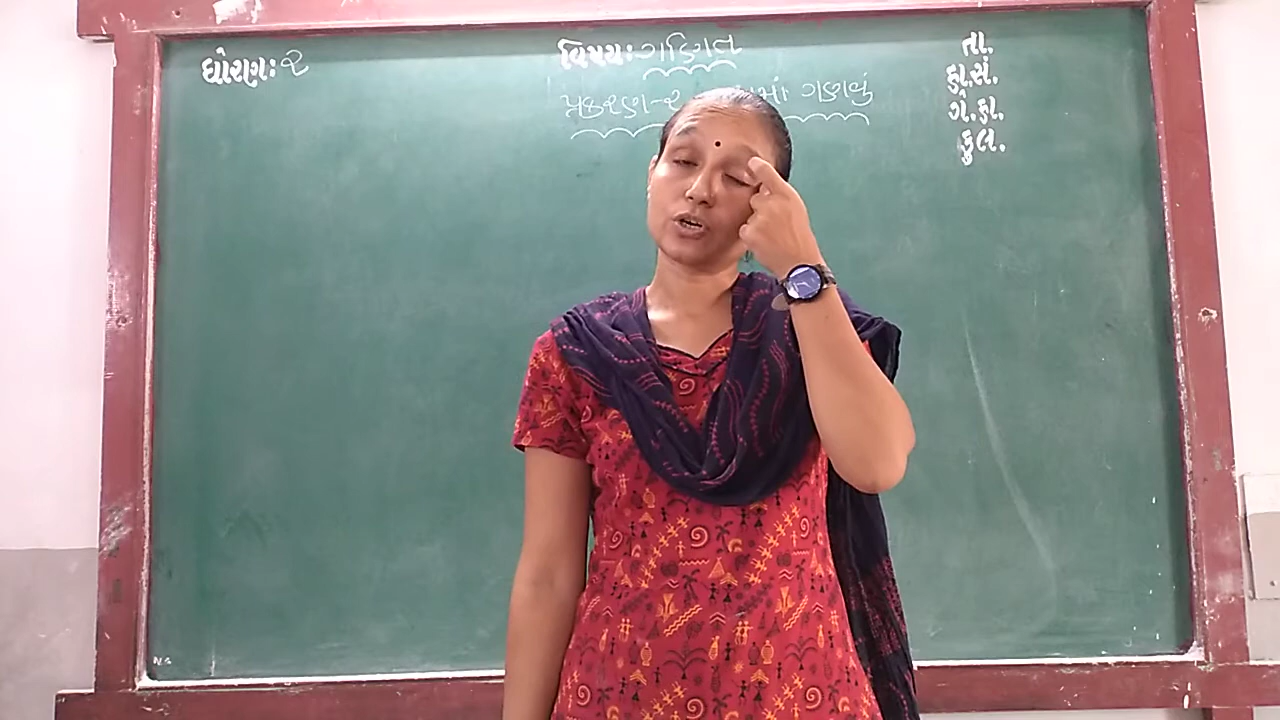 ધોરણઃ ૨
વિષયઃ ગણિત
પ્રકરણ-૨ ગણવું
તા.
હા.સં.
ગે.હા.
કુલ.